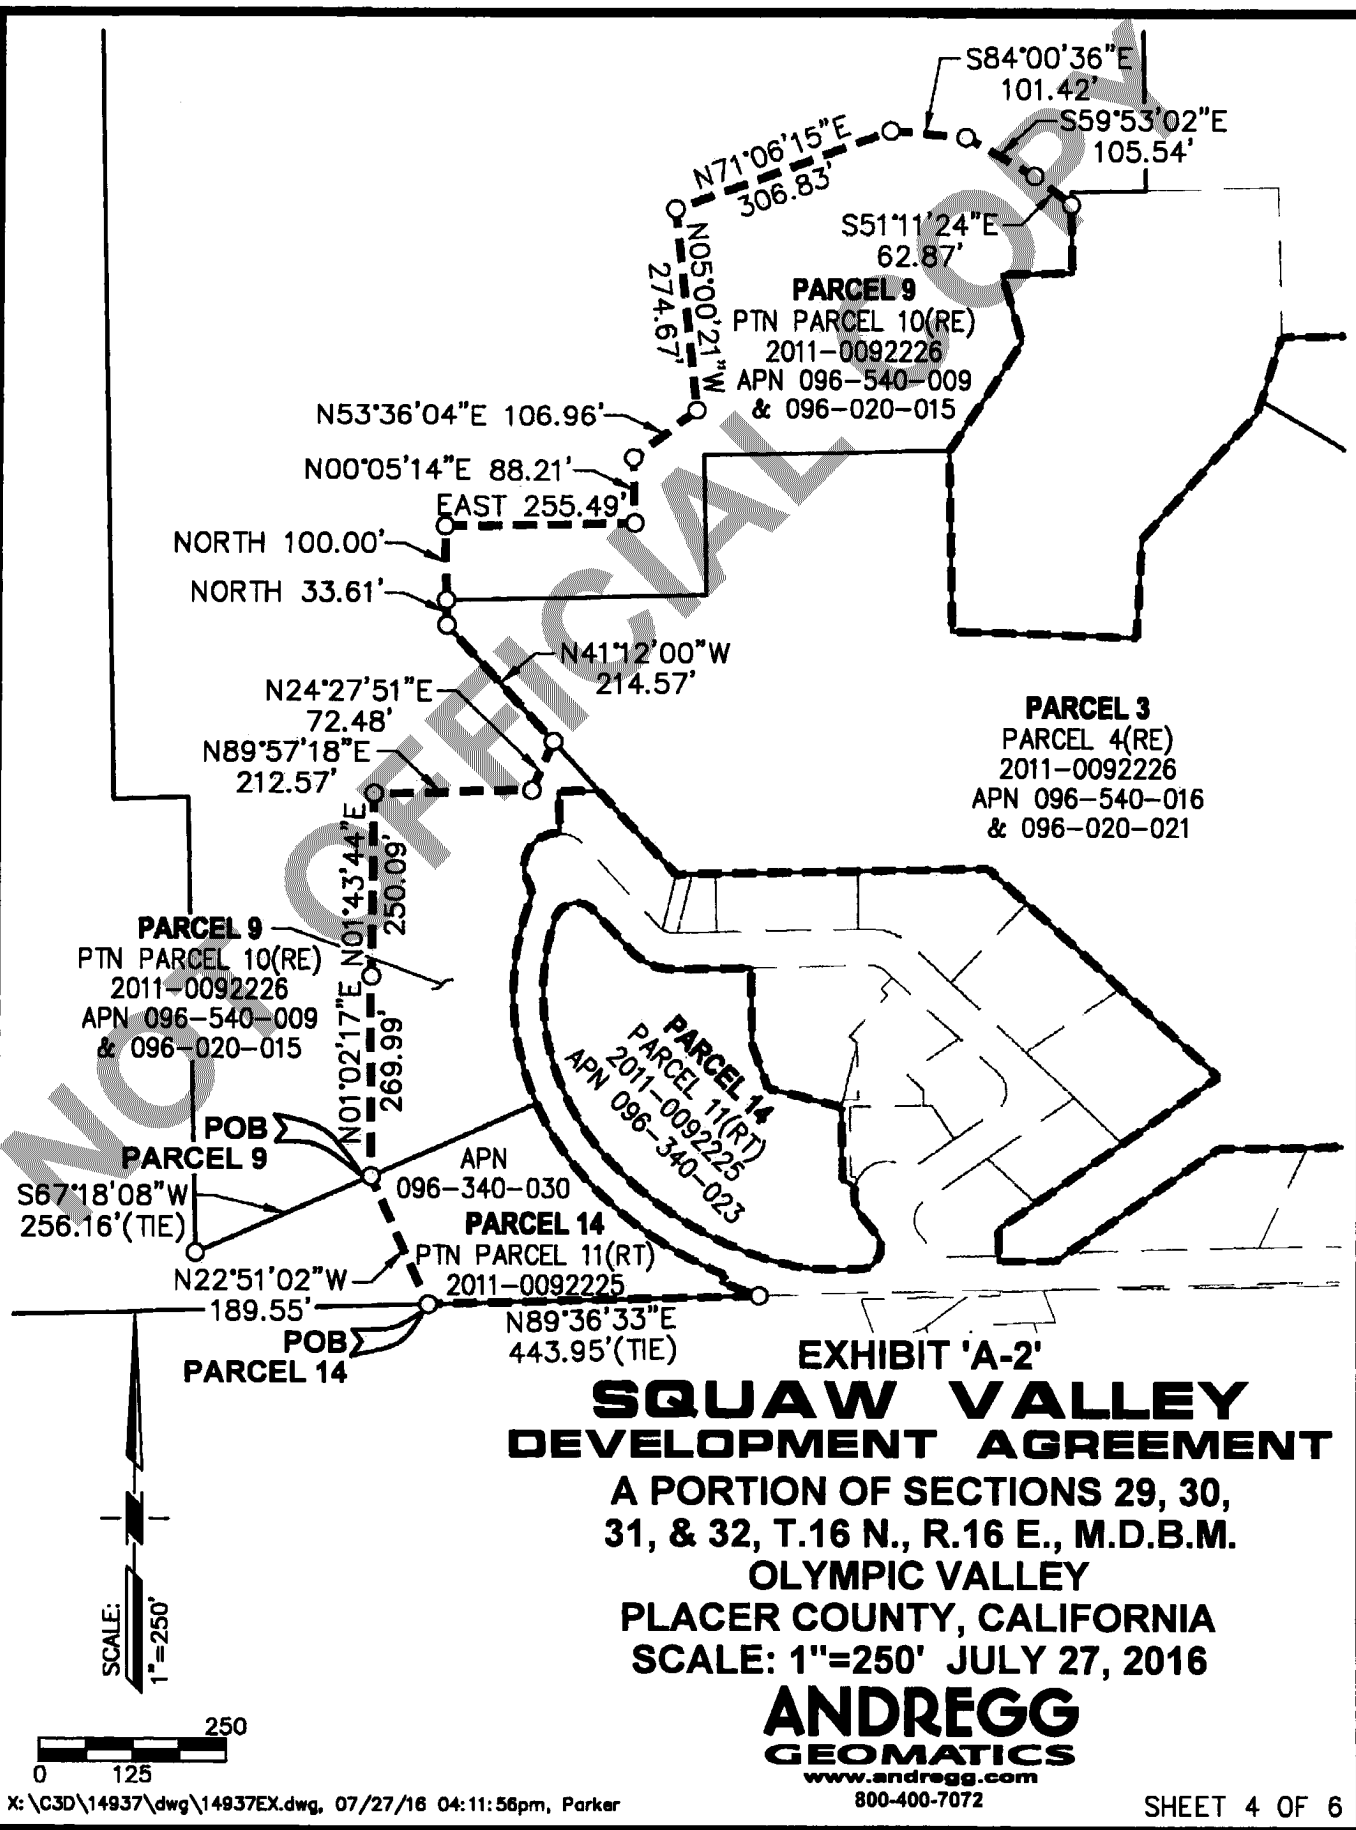 S84°00'36"E
101.42'
S59°53'02"E
105.54'
N71°06'15"E
306.83'
S51°11'24"E
62.87'
N05°00'21"W
274.67'
PARCEL 9
PTN PARCEL 10(RE)
2011-0092226
APN 096-540-009
& 096-020-015
N53°36'04"E 106.96'
N00°05'14"E 88.21'
EAST 255.49'
NORTH 100.00'
NORTH 33.61'
N41°12'00"W
214.57'
N24°27'51"E
72.48'
N89°57'18"E
212.57'
PARCEL 3
PARCEL 4(RE)
2011-0092226
APN 096-540-016
& 096-020-021
N01°43'44"E
250.09'
PARCEL 9
PTN PARCEL 10(RE)
2011-0092226
APN 096-540-009
& 096-020-015
N01°02'17"E
269.99'
PARCEL 14
PARCEL 11(RT)
2011-0092225
APN 096-340-023
POB
PARCEL 9
S67°18'08"W
256.16'(TIE)
APN
096-340-030
PARCEL 14
PTN PARCEL 11(RT)
2011-0092225
N22°51'02"W
189.55'
N89°36'33"E
443.95'(TIE)
POB
PARCEL 14
NOT OFFICIAL COPY
EXHIBIT 'A-2'
SQUAW VALLEY
DEVELOPMENT AGREEMENT
A PORTION OF SECTIONS 29, 30,
31, & 32, T.16 N., R.16 E., M.D.B.M.
OLYMPIC VALLEY
PLACER COUNTY, CALIFORNIA
SCALE: 1"=250' JULY 27, 2016
ANDREGG
GEOMATICS
www.andregg.com
800-400-7072
SCALE:
1"=250'
250
0 125
X:\C3D\14937\dwg\14937EX.dwg, 07/27/16 04:11:56pm, Parker
SHEET 4 OF 6